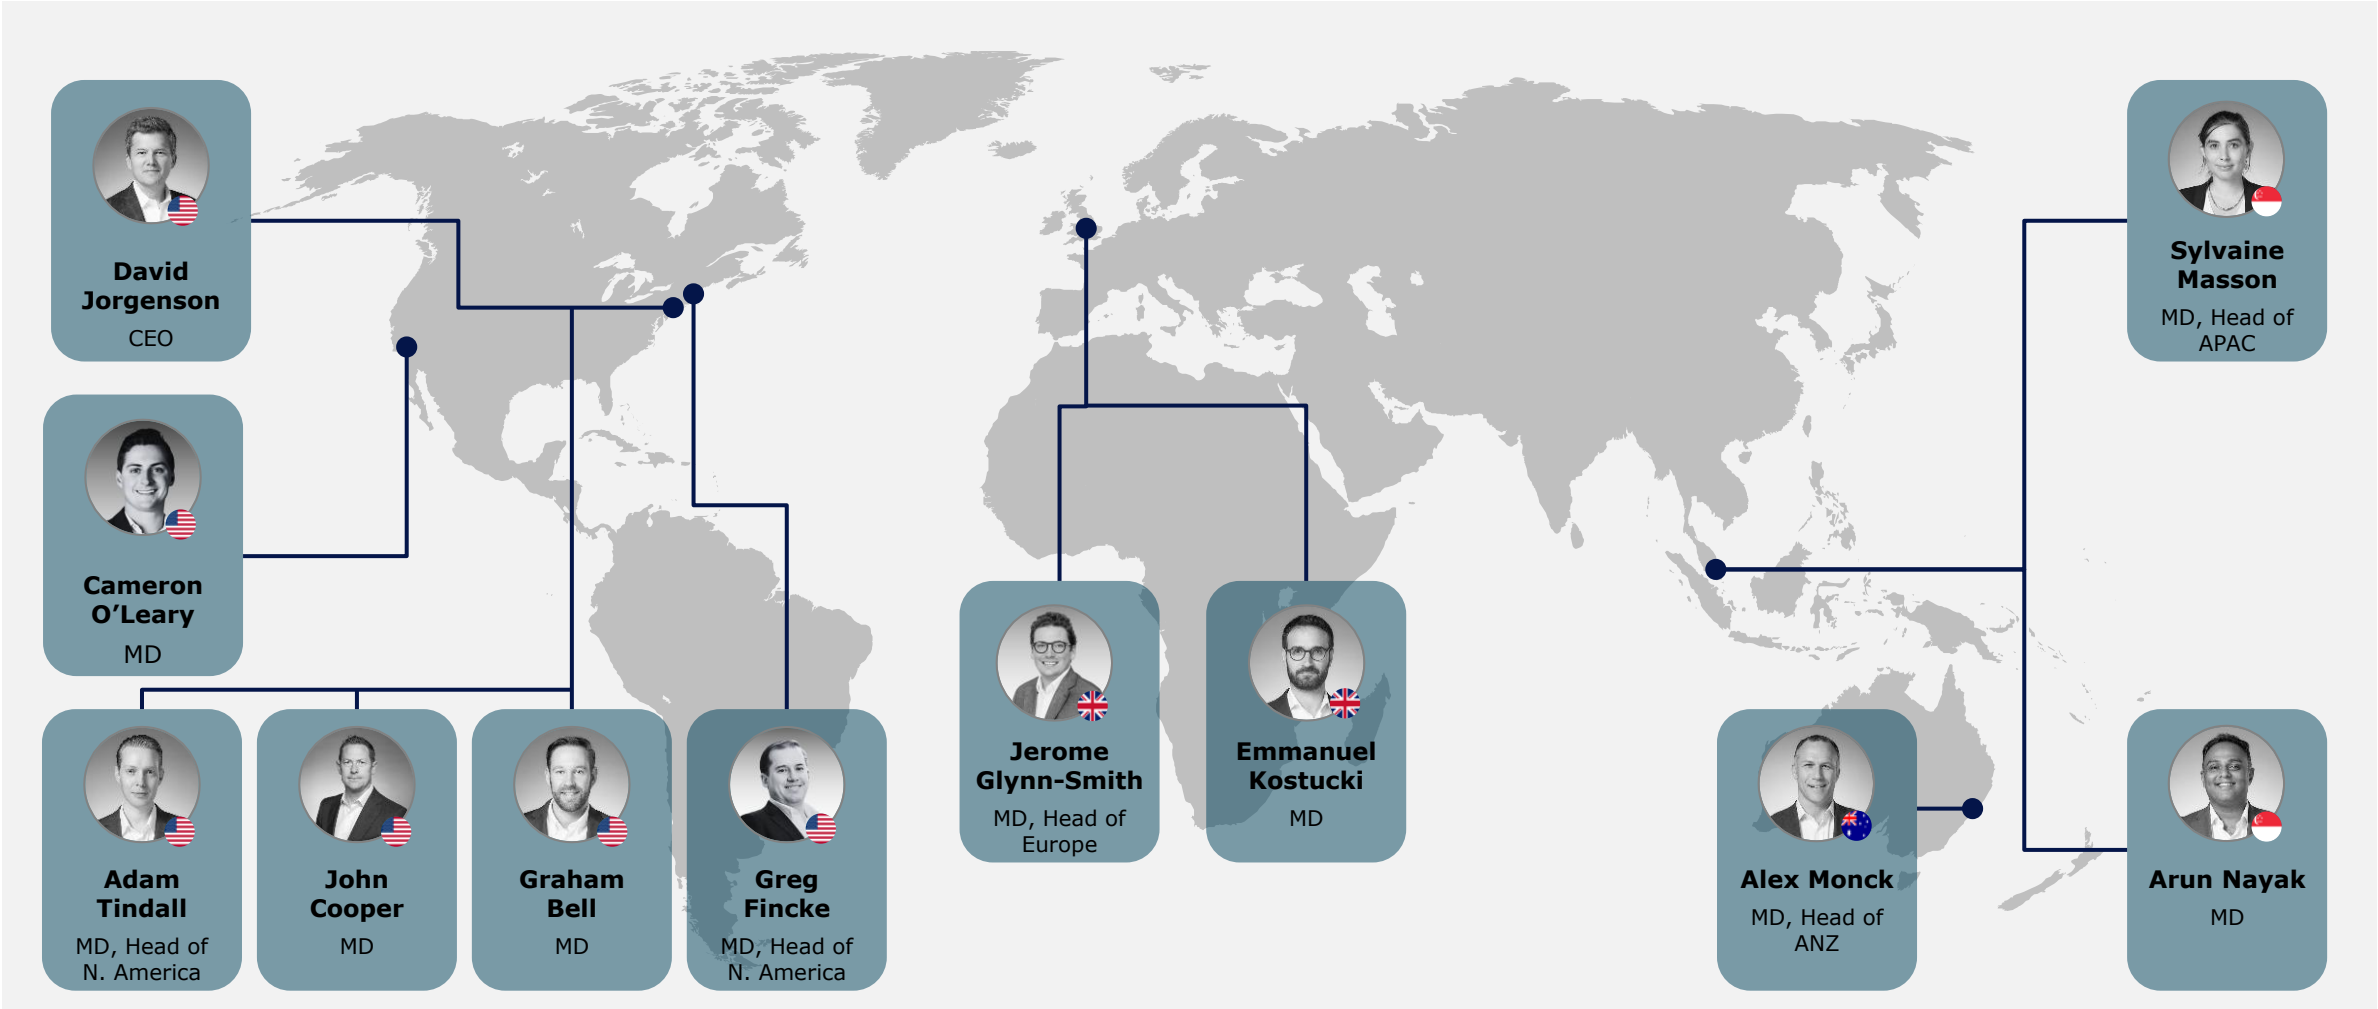 David
Jorgenson
CEO
Sylvaine
Masson
MD, Head of
APAC
Cameron
O’Leary
MD
Adam
Tindall
MD, Head of
N. America
John
Cooper
MD
Graham
Bell
MD
Greg
Fincke
MD, Head of
N. America
Jerome
Glynn-Smith
MD, Head of
Europe
Emmanuel
Kostucki
MD
Alex Monck
MD, Head of
ANZ
Arun Nayak
MD